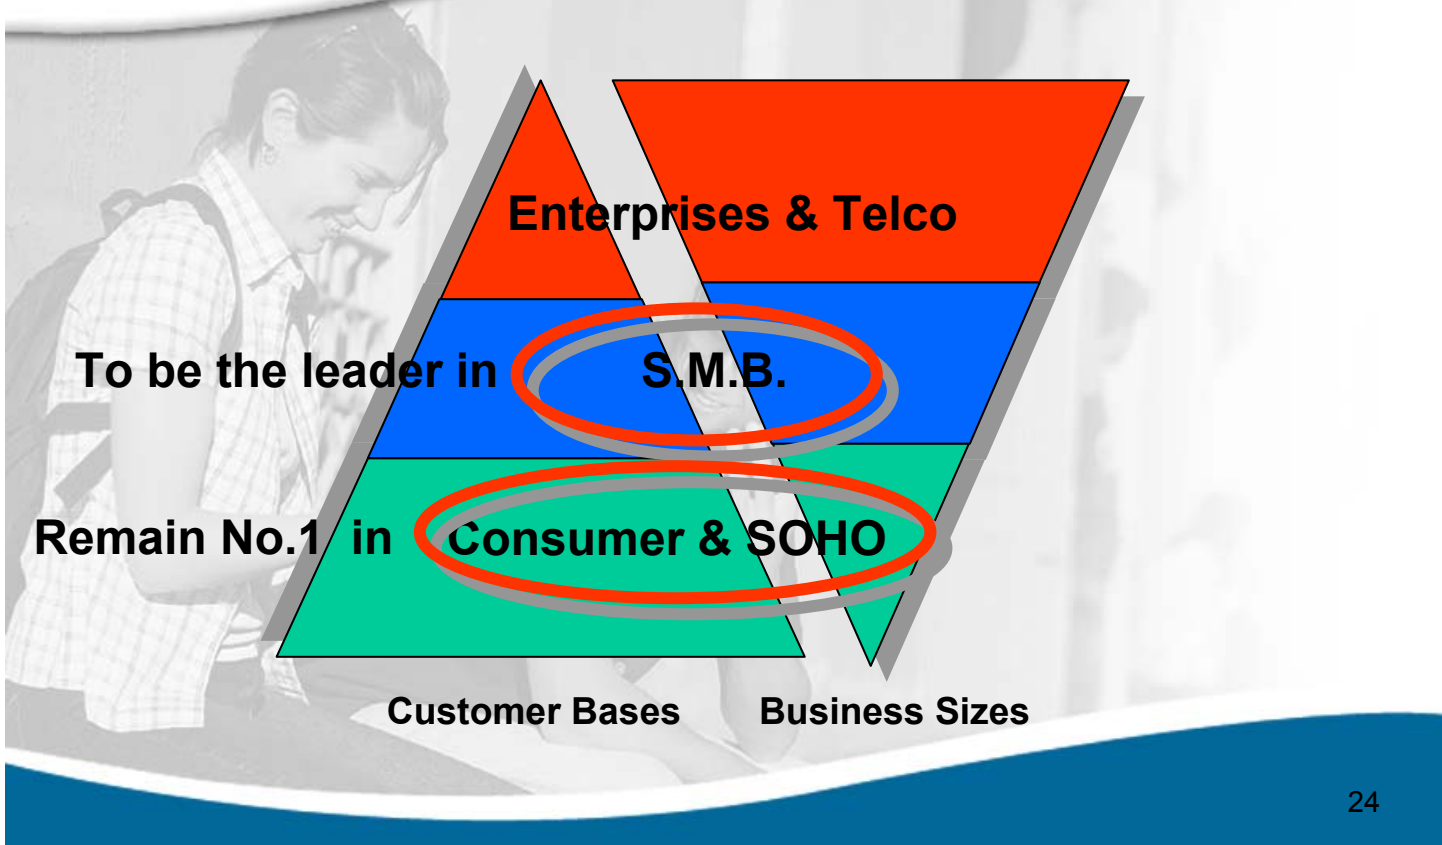 Enterprises & Telco
To be the leader in S.M.B.
Remain No.1 in Consumer & SOHO
Customer Bases Business Sizes
24